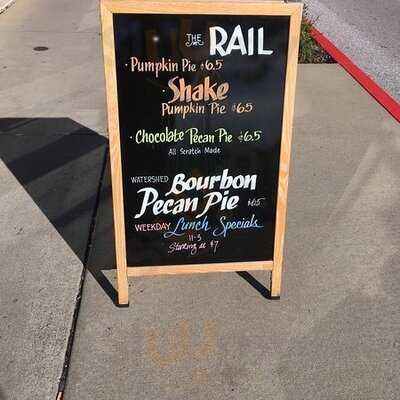 THE RAIL
·Pumpkin Pie $6.5
·Shake
Pumpkin Pie $6.5
·Chocolate Pecan Pie $6.5
All Scratch Made
WATERSHED Bourbon
Pecan Pie $6.5
WEEKDAY Lunch Specials
11-3
Starting at $7